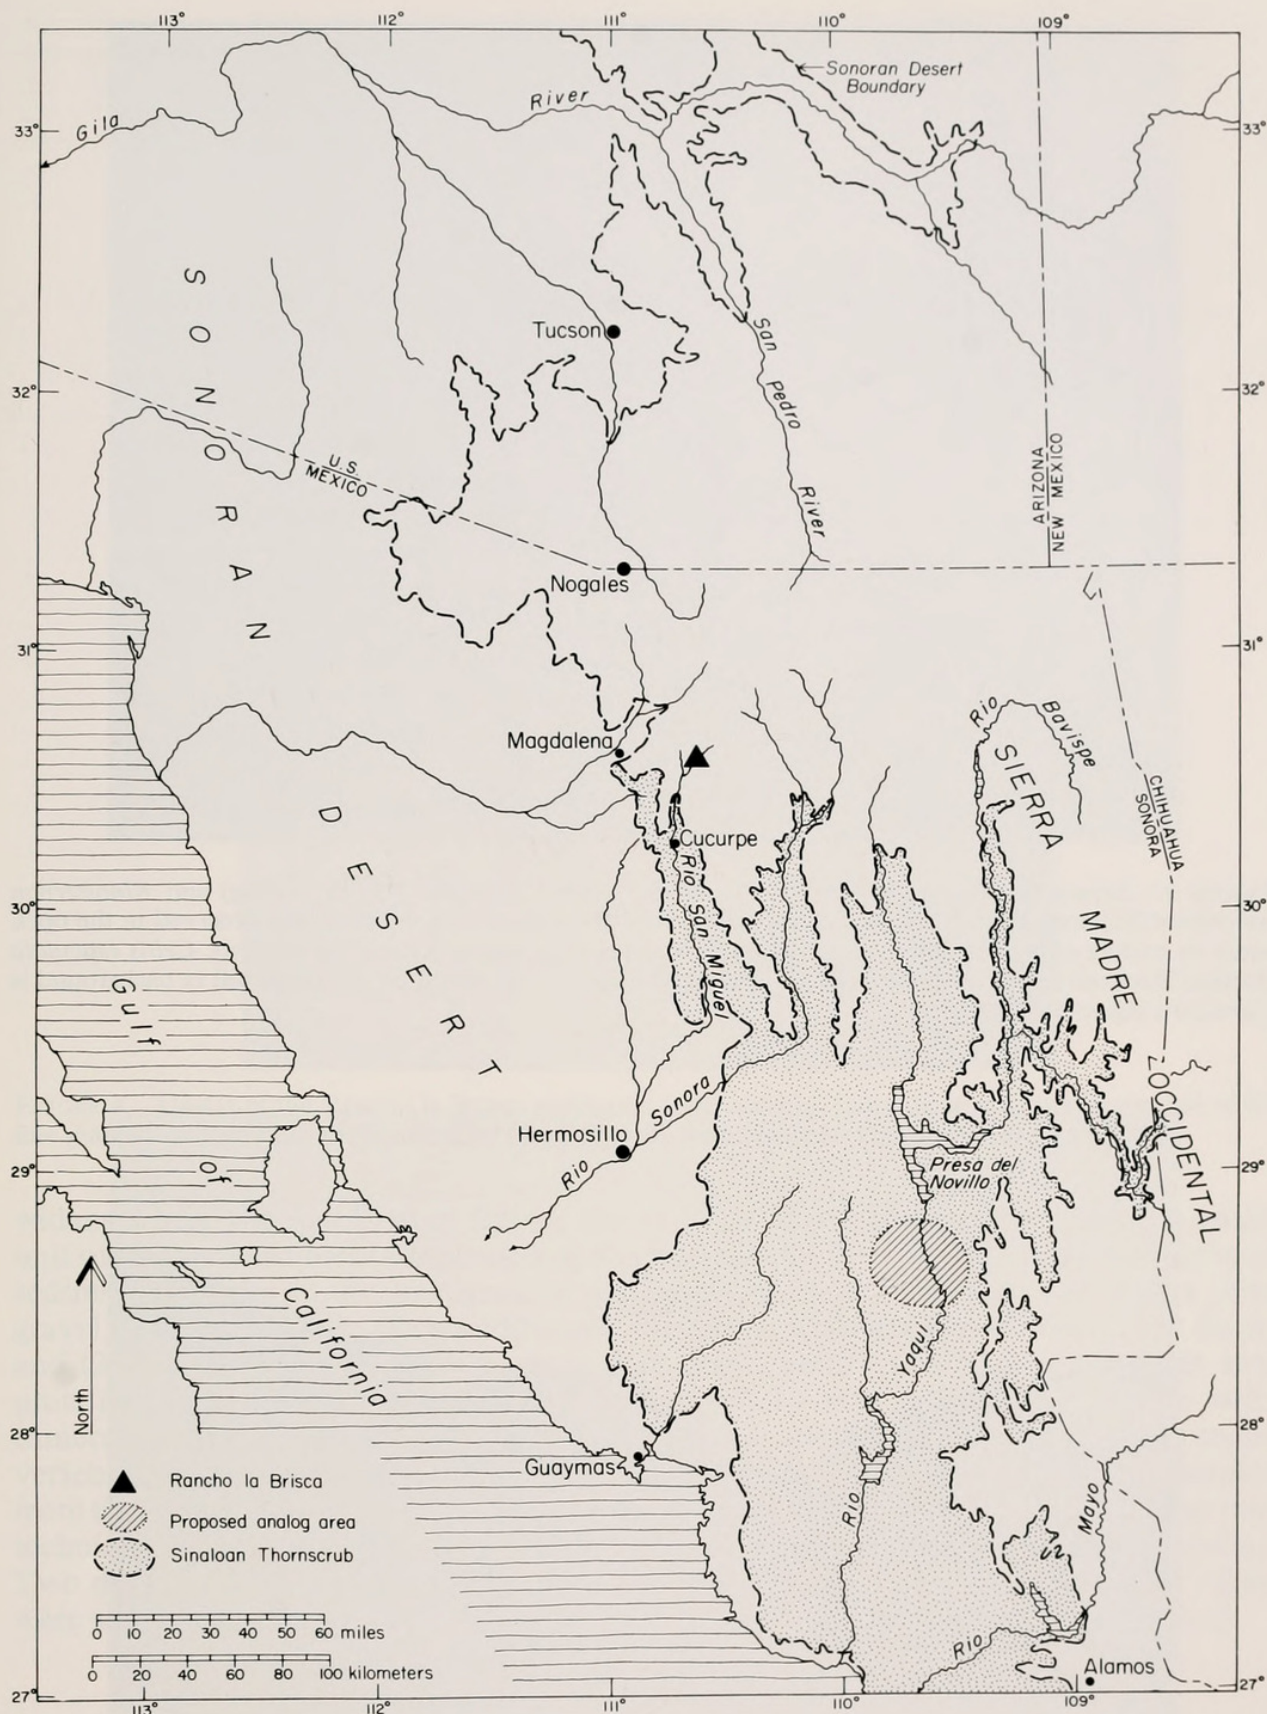 113°
112°
111°
110°
109°
Sonoran Desert
Boundary
33°
Gila
River
33°
SONORAN
DESERT
Tucson
San
Pedro
River
32°
32°
U.S.
MEXICO
ARIZONA
NEW MEXICO
Nogales
31°
31°
Rio
Bavispe
Magdalena
SIERRA
MADRE
OCCIDENTAL
CHIHUAHUA
SONORA
Cucurpe
Rio San Miguel
30°
30°
Gulf
of
California
Hermosillo
Rio
Sonora
Presa del
Novillo
29°
29°
Yaqui
Rio
North
28°
28°
Guaymas
Mayo
Rio
Alamos
Rancho la Brisca
Proposed analog area
Sinaloan Thornscrub
0 10 20 30 40 50 60 miles
0 20 40 60 80 100 kilometers
27°
27°
113°
112°
111°
110°
109°